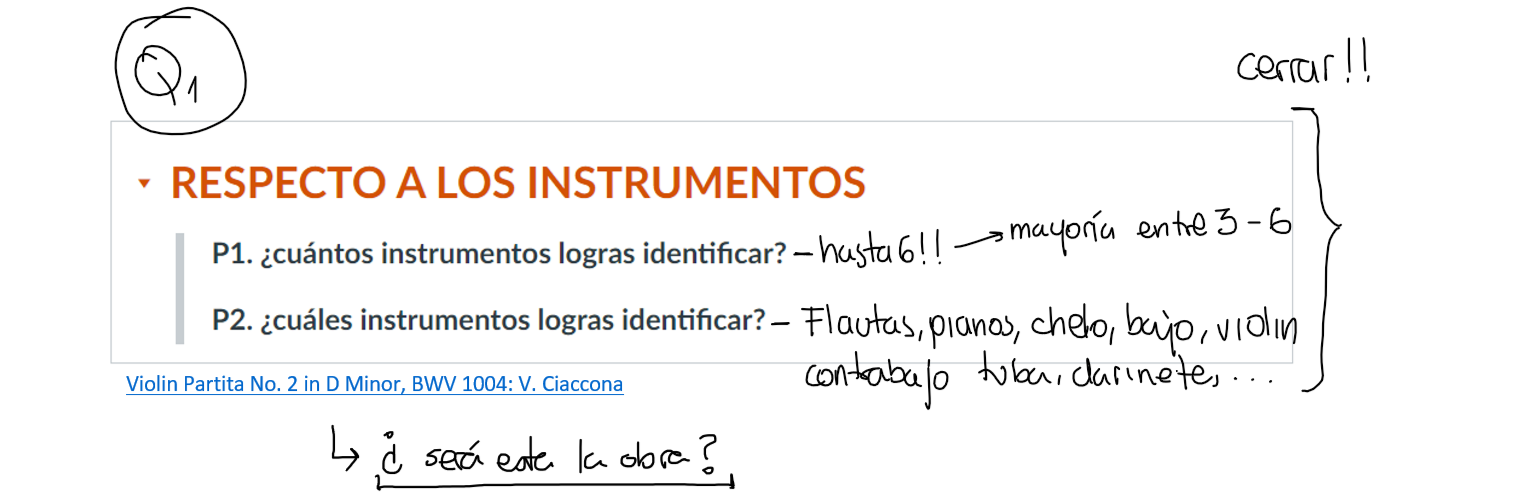 Q1
cerrar!!
RESPECTO A LOS INSTRUMENTOS
P1. ¿cuántos instrumentos logras identificar? – hasta 6!! → mayoría entre 3 - 6
P2. ¿cuáles instrumentos logras identificar? – Flautas, pianos, chelo, bajo, violin
contrabajo tuba, clarinete, ...
Violin Partita No. 2 in D Minor, BWV 1004: V. Ciaccona
↳ ¿será esta la obra?